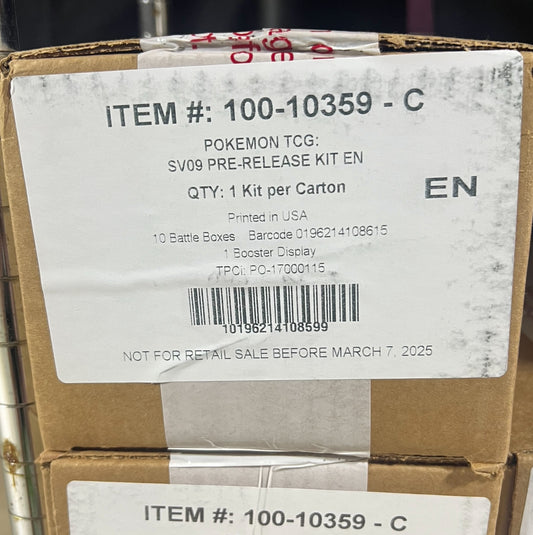 ITEM #: 100-10359 - C
POKEMON TCG:
SV09 PRE-RELEASE KIT EN
QTY: 1 Kit per Carton
EN
Printed in USA
10 Battle Boxes Barcode 0196214108615
1 Booster Display
TPCi: PO-17000115
10196214108599
NOT FOR RETAIL SALE BEFORE MARCH 7, 2025
ITEM #: 100-10359 - C